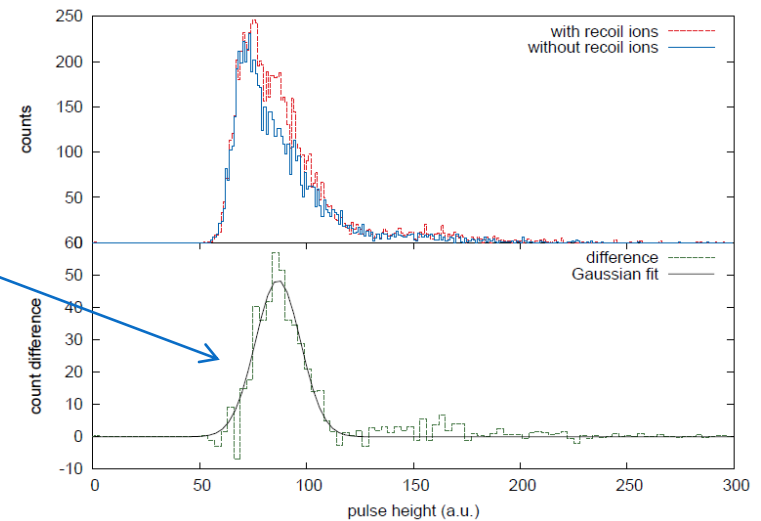 250
200
150
100
50
0
counts
with recoil ions
without recoil ions
60
50
40
30
20
10
0
-10
count difference
difference
Gaussian fit
0 50 100 150 200 250 300
pulse height (a.u.)